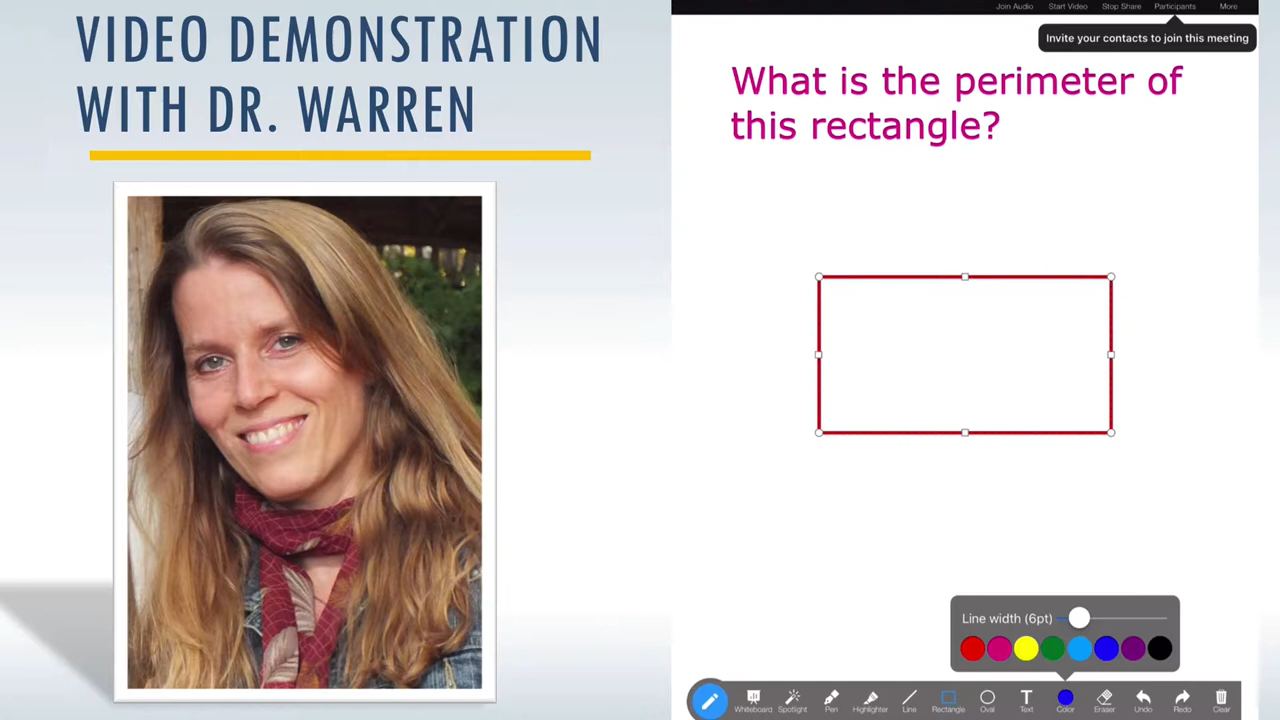 VIDEO DEMONSTRATION
WITH DR. WARREN
Join Audio Start Video Stop Share Participants More
Invite your contacts to join this meeting
What is the perimeter of
this rectangle?
Line width (6pt)
Whiteboard Spotlight Pen Highlighter Line Rectangle Oval Text Color Eraser Undo Redo Clear